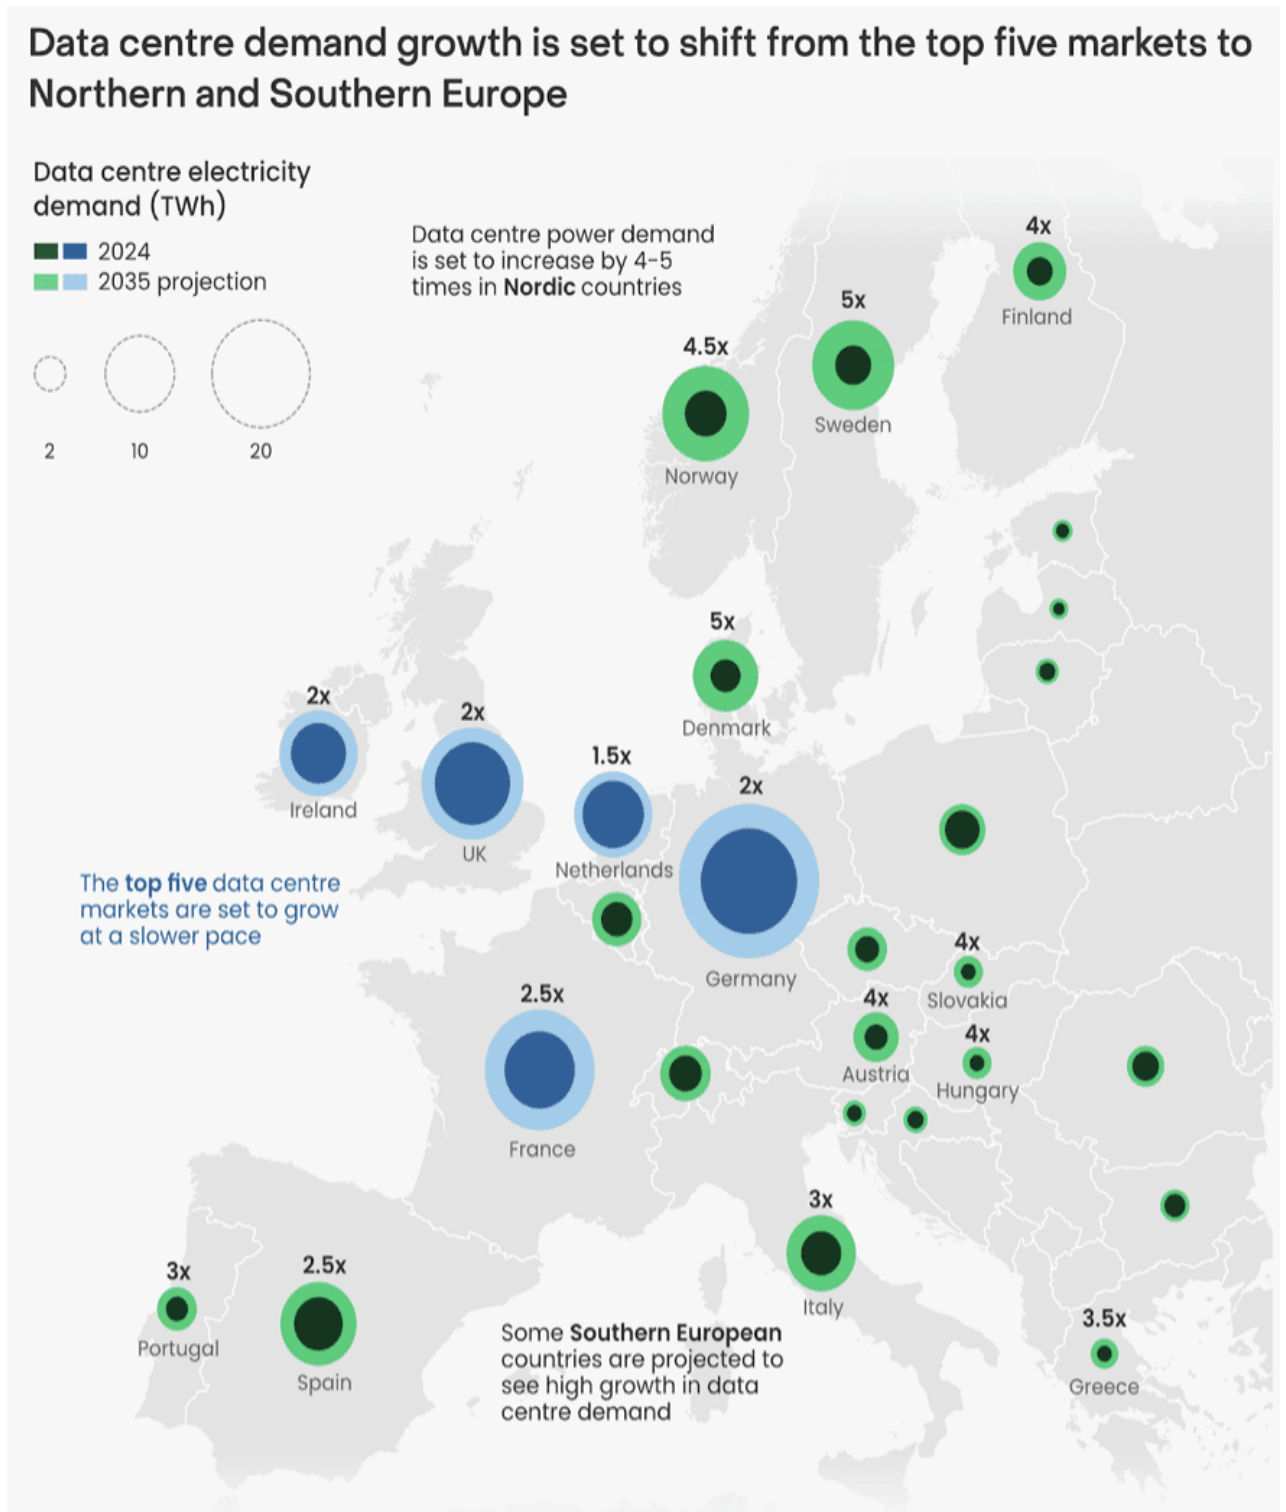 Data centre demand growth is set to shift from the top five markets to
Northern and Southern Europe
Data centre electricity
demand (TWh)
2024
2035 projection
2
10
20
Data centre power demand
is set to increase by 4-5
times in Nordic countries
4x
Finland
5x
Sweden
4.5x
Norway
5x
Denmark
2x
Ireland
2x
UK
1.5x
Netherlands
2x
Germany
The top five data centre
markets are set to grow
at a slower pace
4x
Slovakia
4x
Austria
4x
Hungary
2.5x
France
3x
Italy
3x
Portugal
2.5x
Spain
Some Southern European
countries are projected to
see high growth in data
centre demand
3.5x
Greece